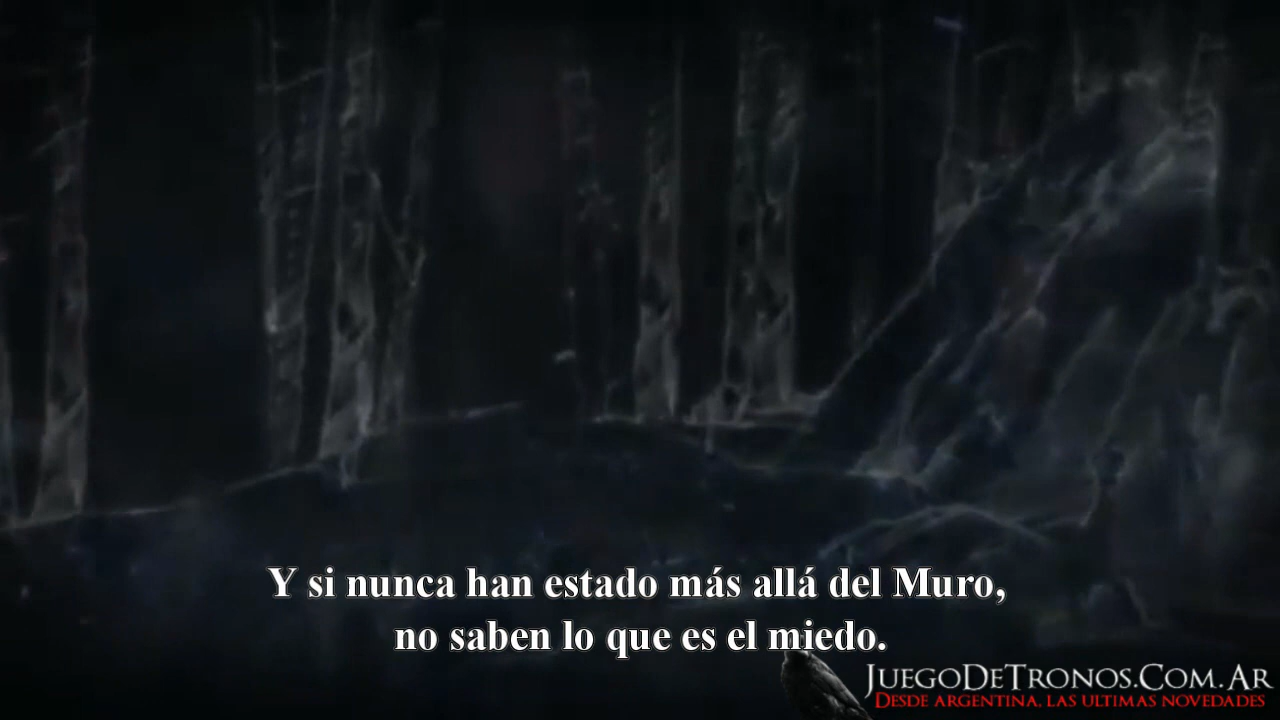 Y si nunca han estado más allá del Muro,
no saben lo que es el miedo.
JuegoDeTronos.Com.Ar
Desde Argentina, las ultimas novedades